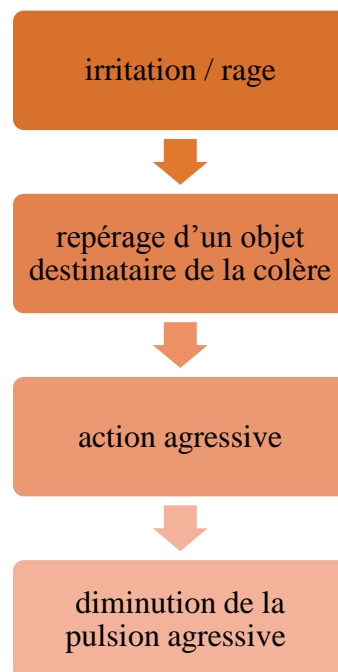 irritation / rage
repérage d’un objet
destinataire de la colère
action agressive
diminution de la
pulsion agressive